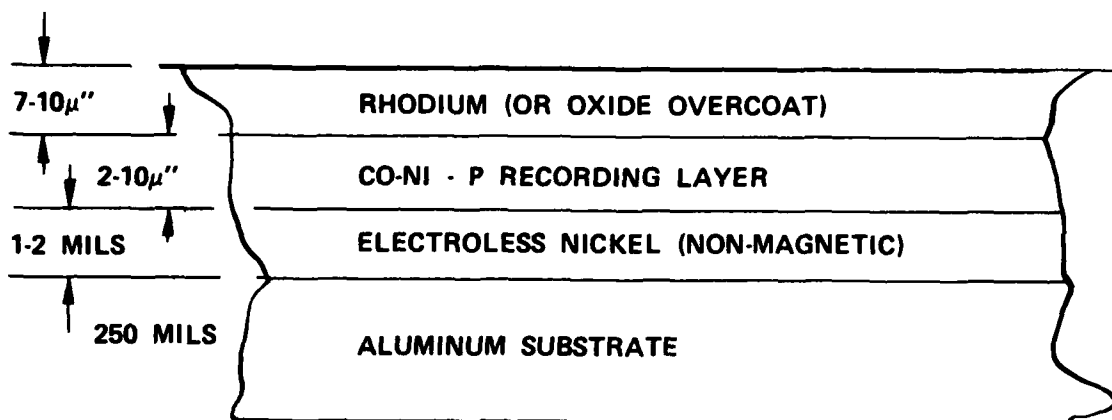 7-10μ" RHODIUM (OR OXIDE OVERCOAT)
2-10μ" CO-NI - P RECORDING LAYER
1-2 MILS ELECTROLESS NICKEL (NON-MAGNETIC)
250 MILS ALUMINUM SUBSTRATE